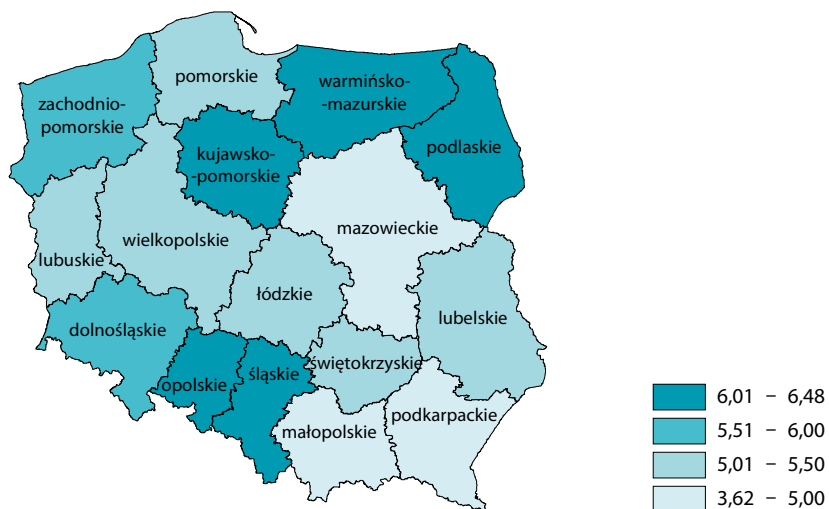 pomorskie
warmińsko-
-mazurskie
zachodnio-
pomorskie
podlaskie
kujawsko-
-pomorskie
mazowieckie
wielkopolskie
lubuskie
łódzkie
lubelskie
dolnośląskie
świętokrzyskie
śląskie
opolskie
podkarpackie
małopolskie
6,01 – 6,48
5,51 – 6,00
5,01 – 5,50
3,62 – 5,00